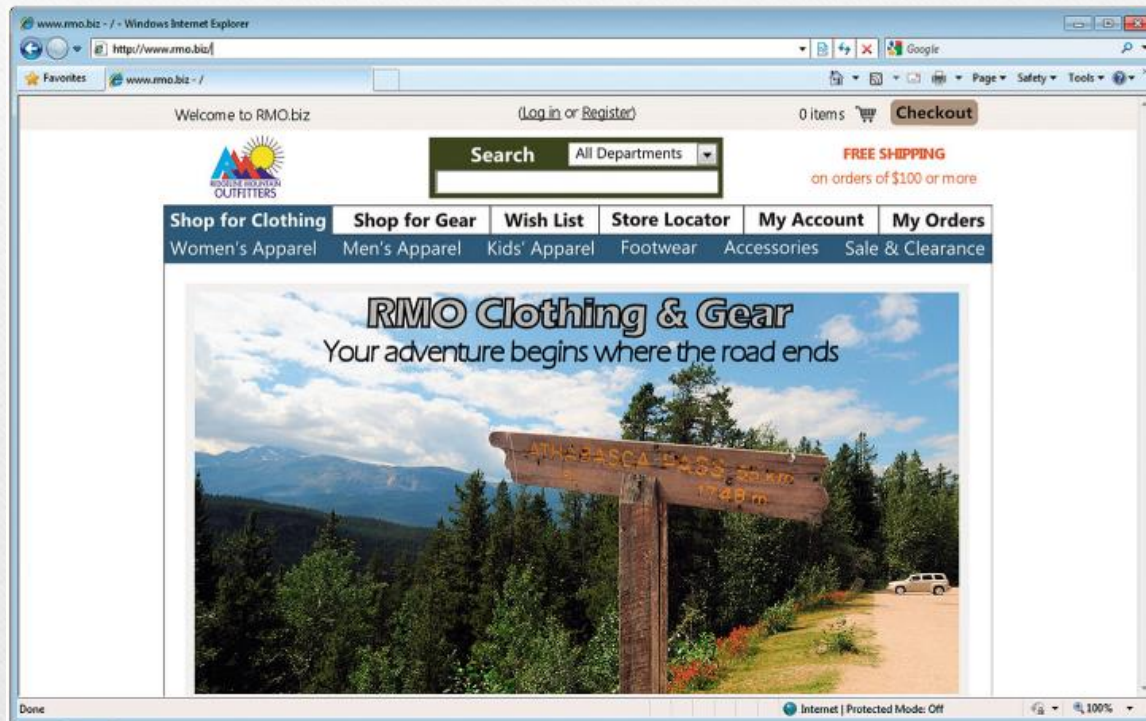 www.rmo.biz - / - Windows Internet Explorer
http://www.rmo.biz/
Google
Favorites
www.rmo.biz - /
Page
Safety
Tools
Welcome to RMO.biz
(Log in or Register)
0 items
Checkout
RIDGELINE MOUNTAIN
OUTFITTERS
Search
All Departments
FREE SHIPPING
on orders of $100 or more
Shop for Clothing
Shop for Gear
Wish List
Store Locator
My Account
My Orders
Women's Apparel
Men's Apparel
Kids' Apparel
Footwear
Accessories
Sale & Clearance
RMO Clothing & Gear
Your adventure begins where the road ends
ATHABASCA PASS 55 km
1748 m
Done
Internet | Protected Mode: Off
100%